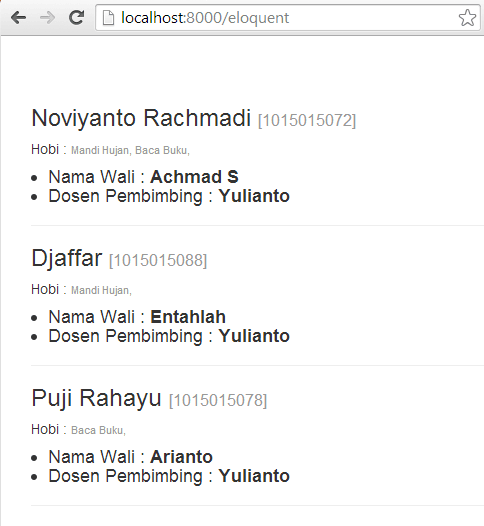 localhost:8000/eloquent
Noviyanto Rachmadi [1015015072]
Hobi : Mandi Hujan, Baca Buku,
• Nama Wali : Achmad S
• Dosen Pembimbing : Yulianto
Djaffar [1015015088]
Hobi : Mandi Hujan,
• Nama Wali : Entahlah
• Dosen Pembimbing : Yulianto
Puji Rahayu [1015015078]
Hobi : Baca Buku,
• Nama Wali : Arianto
• Dosen Pembimbing : Yulianto